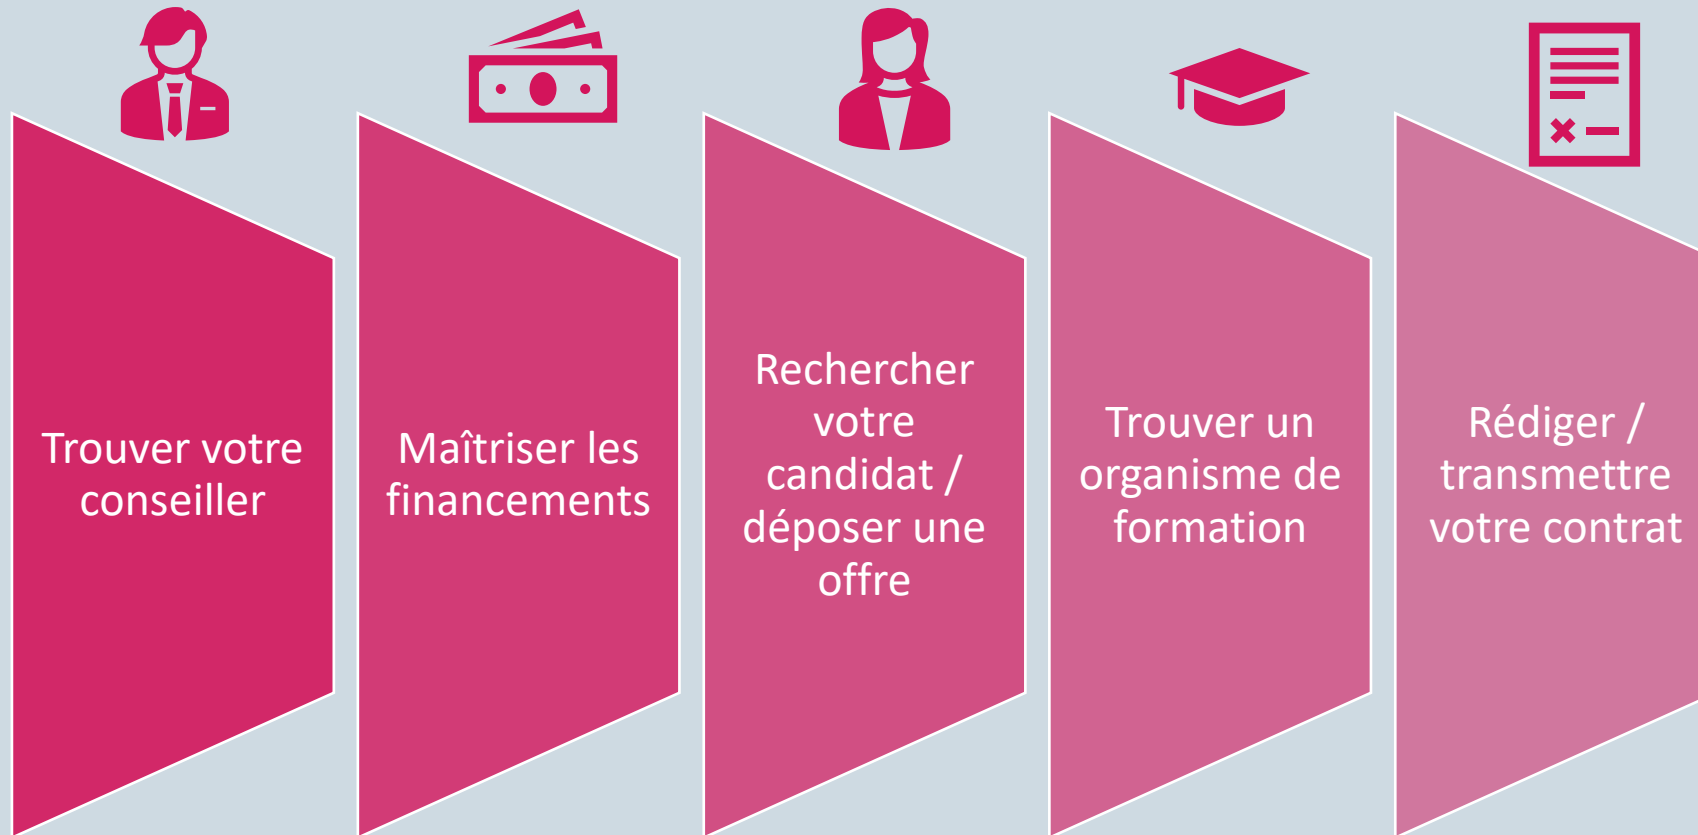 Trouver votre
conseiller
Maîtriser les
financements
Rechercher
votre
candidat /
déposer une
offre
Trouver un
organisme de
formation
Rédiger /
transmettre
votre contrat